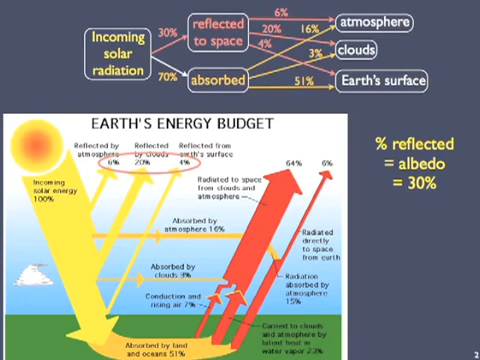 6%
30%
reflected
to space
20%
16%
atmosphere
Incoming
solar
radiation
4%
3%
clouds
70%
absorbed
51%
Earth's surface
EARTH'S ENERGY BUDGET
Reflected by
atmosphere
6%
Reflected
by clouds
20%
Reflected from
earth's surface
4%
64%
6%
% reflected
= albedo
= 30%
Incoming
solar energy
100%
Radiated to space
from clouds and
atmosphere
Absorbed by
atmosphere 16%
Radiated
directly
to space
from earth
Absorbed by
clouds 3%
Radiation
absorbed by
atmosphere
15%
Conduction and
rising air 7%
Carried to clouds
and atmophere by
latent heat in
water vapor 23%
Absorbed by land
and oceans 51%
2